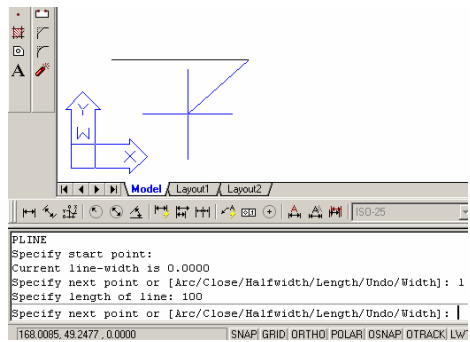 A
Y
W
X
Model Layout1 Layout2
ISO-25
PLINE
Specify start point:
Current line-width is 0.0000
Specify next point or [Arc/Close/Halfwidth/Length/Undo/Width]: l
Specify length of line: 100
Specify next point or [Arc/Close/Halfwidth/Length/Undo/Width]:
168.0085, 49.2477 , 0.0000 SNAP GRID ORTHO POLAR OSNAP OTRACK LWT